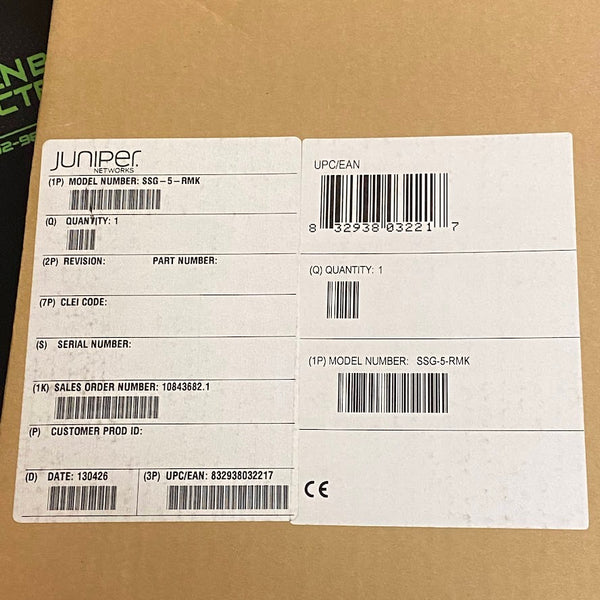 JUNIPER
NETWORKS
(1P) MODEL NUMBER: SSG-5-RMK
(Q) QUANTITY: 1
(2P) REVISION: PART NUMBER:
(7P) CLEI CODE:
(S) SERIAL NUMBER:
(1K) SALES ORDER NUMBER: 10843682.1
(P) CUSTOMER PROD ID:
(D) DATE: 130426
(3P) UPC/EAN: 832938032217
UPC/EAN
8 32938 03221 7
(Q) QUANTITY: 1
(1P) MODEL NUMBER: SSG-5-RMK
CE